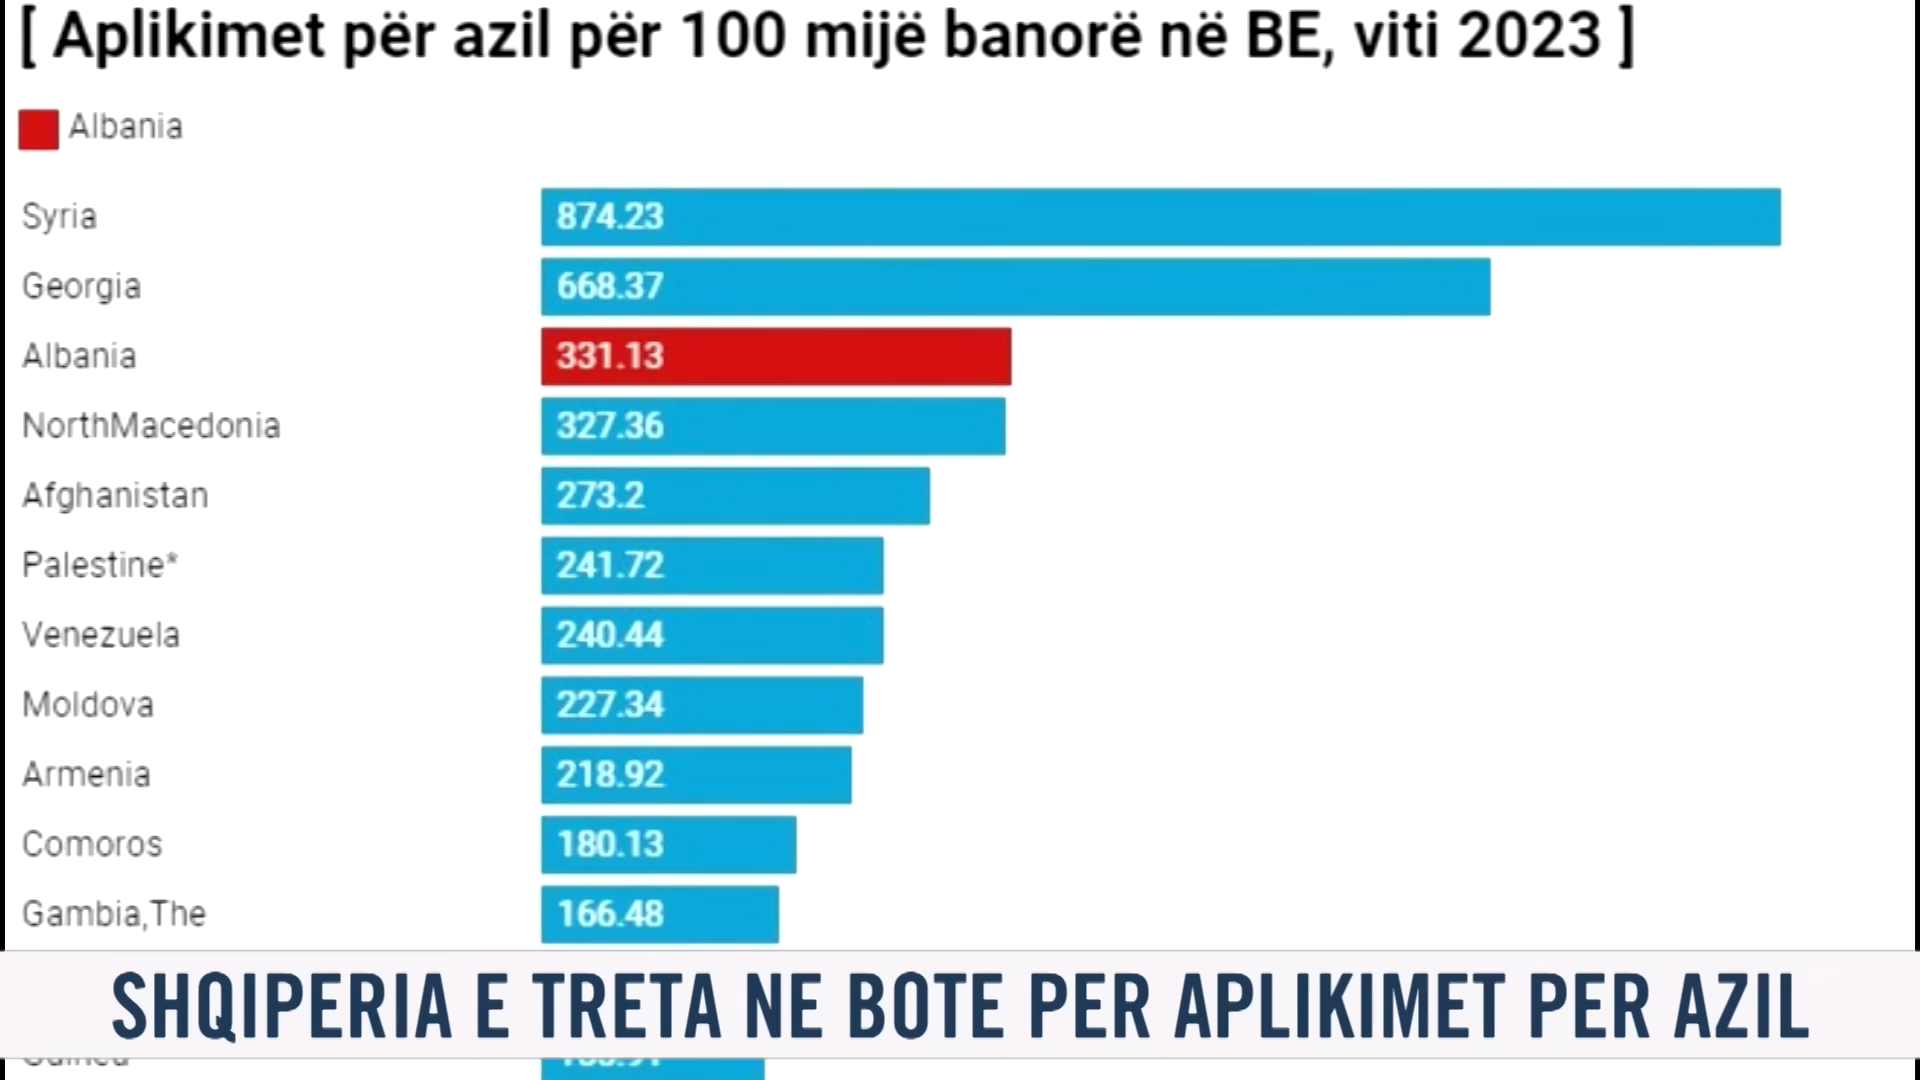 [ Aplikimet për azil për 100 mijë banorë në BE, viti 2023 ]
Albania
Syria 874.23
Georgia 668.37
Albania 331.13
NorthMacedonia 327.36
Afghanistan 273.2
Palestine* 241.72
Venezuela 240.44
Moldova 227.34
Armenia 218.92
Comoros 180.13
Gambia,The 166.48
SHQIPERIA E TRETA NE BOTE PER APLIKIMET PER AZIL